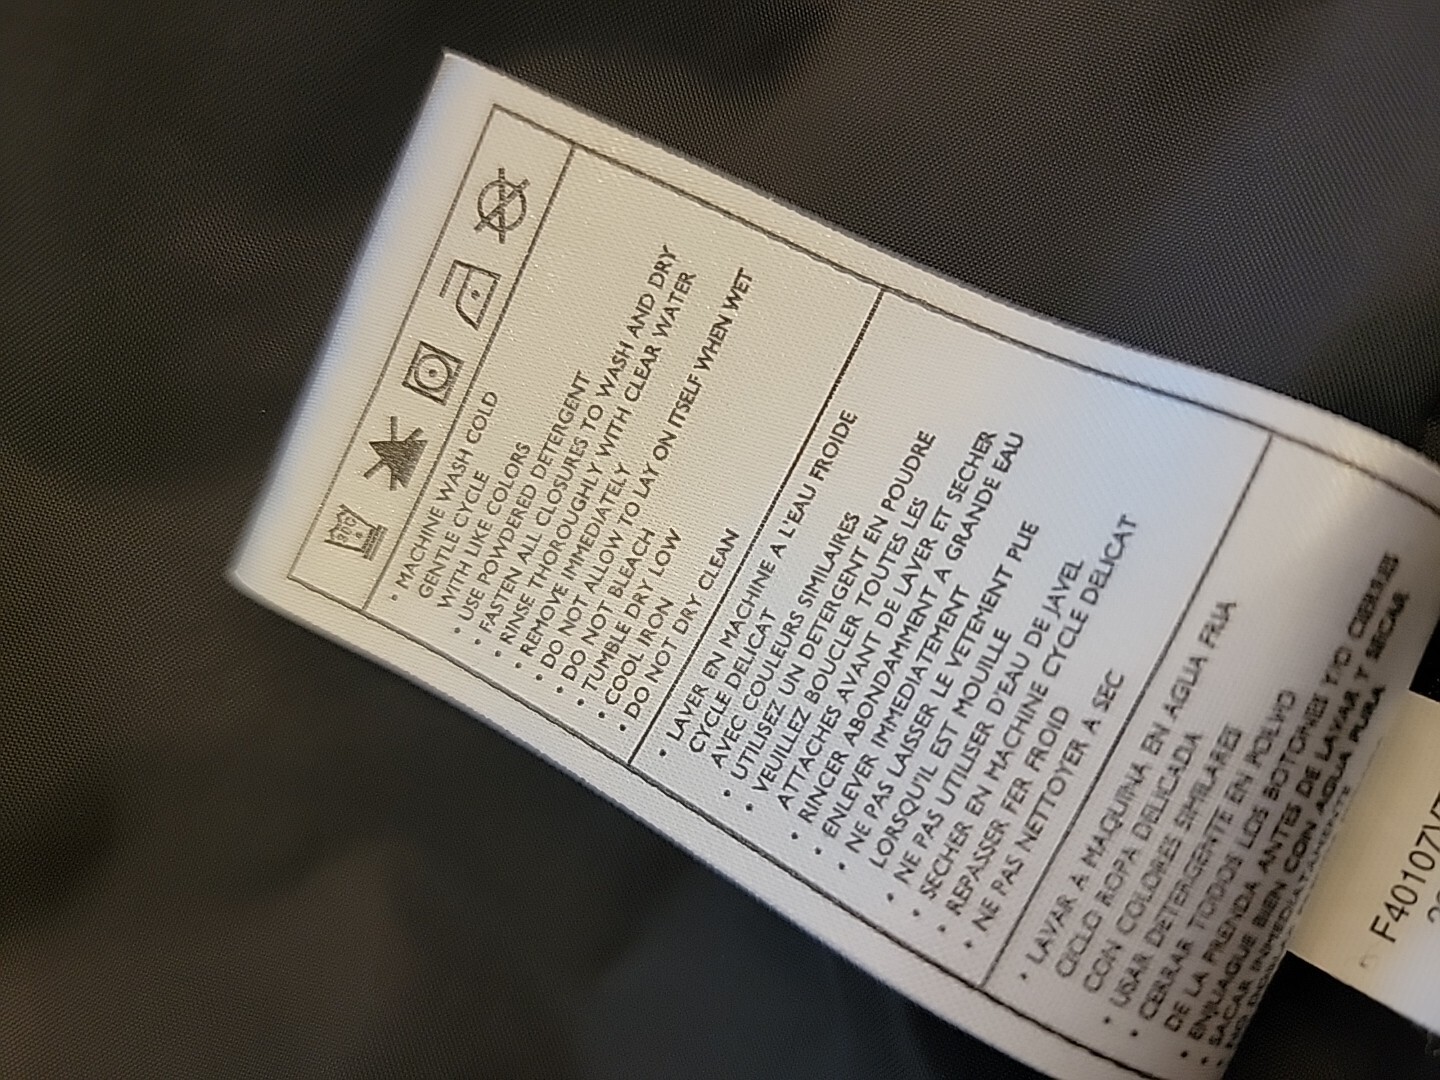 • MACHINE WASH COLD
GENTLE CYCLE
WITH LIKE COLORS
• USE POWDERED DETERGENT
• FASTEN ALL CLOSURES TO WASH AND DRY
• RINSE THOROUGHLY WITH CLEAR WATER
• REMOVE IMMEDIATELY
• DO NOT ALLOW TO LAY ON ITSELF WHEN WET
• DO NOT BLEACH
• TUMBLE DRY LOW
• COOL IRON
• DO NOT DRY CLEAN
• LAVER EN MACHINE A L'EAU FROIDE
CYCLE DELICAT
AVEC COULEURS SIMILAIRES
• UTILISEZ UN DETERGENT EN POUDRE
• VEUILLEZ BOUCLER TOUTES LES
ATTACHES AVANT DE LAVER ET SECHER
• RINCER ABONDAMMENT A GRANDE EAU
• ENLEVER IMMEDIATEMENT
• NE PAS LAISSER LE VETEMENT PLIE
LORSQU'IL EST MOUILLE
• NE PAS UTILISER D'EAU DE JAVEL
• SECHER EN MACHINE CYCLE DELICAT
• REPASSER FER FROID
• NE PAS NETTOYER A SEC
• LAVAR A MAQUINA EN AGUA FRIA
CICLO ROPA DELICADA
CON COLORES SIMILARES
• USAR DETERGENTE EN POLVO
• CERRAR TODOS LOS BOTONES Y/O CIERRES
DE LA PRENDA ANTES DE LAVAR Y SECAR
• ENJUAGUE BIEN CON AGUA PURA
• SACAR INMEDIATAMENTE
F40107VT